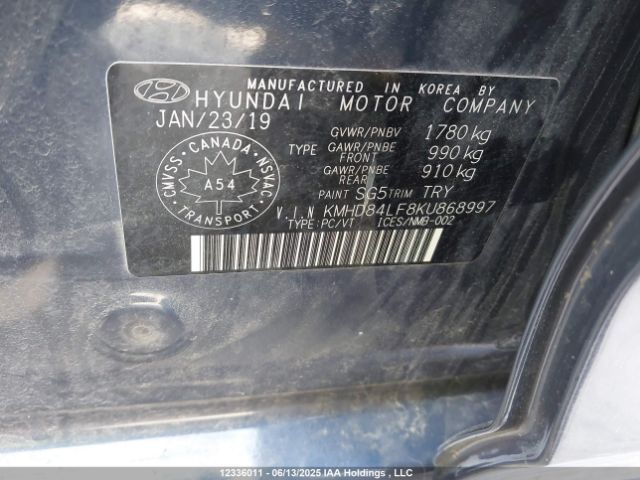 MANUFACTURED IN KOREA BY
HYUNDAI MOTOR COMPANY
JAN/23/19
GVWR/PNBV 1780 kg
TYPE GAWR/PNBE FRONT 990 kg
GAWR/PNBE REAR 910 kg
PAINT SG5 TRIM TRY
CMVSS · CANADA · NSVAC
A54
TRANSPORT
V.I.N KMHD84LF8KU868997
TYPE:PC/VT ICES/NMB-002
12336011 - 06/13/2025 IAA Holdings , LLC